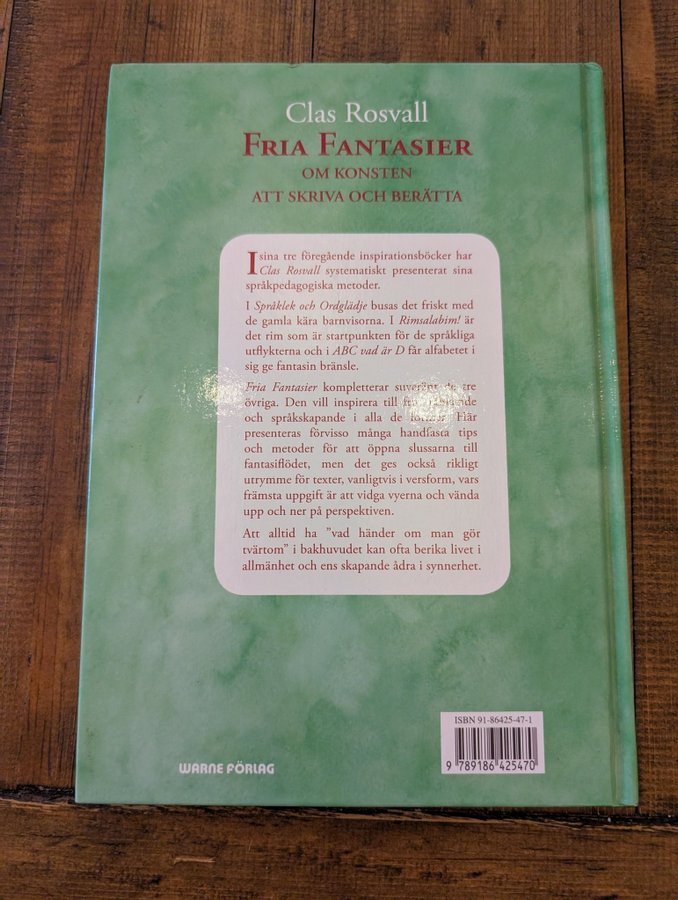 Clas Rosvall
FRIA FANTASIER
OM KONSTEN
ATT SKRIVA OCH BERÄTTA
I sina tre föregående inspirationsböcker har
Clas Rosvall systematiskt presenterat sina
språkpedagogiska metoder.
I Språklek och Ordglädje busas det friskt med
de gamla kära barnvisorna. I Rimsalabim! är
det rim som är startpunkten för de språkliga
utflykterna och i ABC vad är D får alfabetet i
sig ge fantasin bränsle.
Fria Fantasier kompletterar suveränt de tre
övriga. Den vill inspirera till
och språkskapande i alla de former. Här
presenteras förvisso många handfasta tips
och metoder för att öppna slussarna till
fantasiflödet, men det ges också rikligt
utrymme för texter, vanligtvis i versform, vars
främsta uppgift är att vidga vyerna och vända
upp och ner på perspektiven.
Att alltid ha ”vad händer om man gör
tvärtom” i bakhuvudet kan ofta berika livet i
allmänhet och ens skapande ådra i synnerhet.
ISBN 91-86425-47-1
9 789186 425470
WARNE FÖRLAG